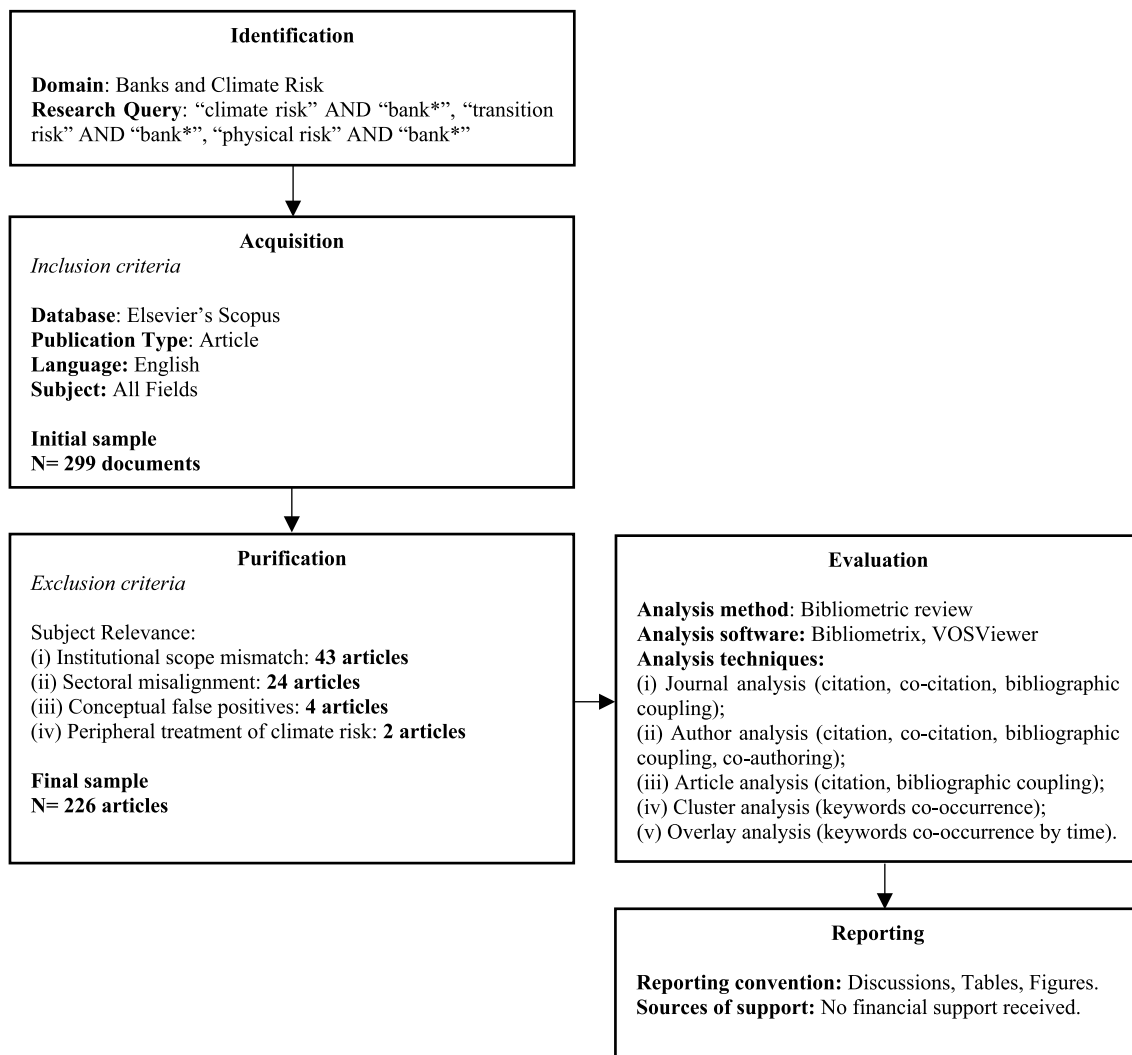 Identification
Domain: Banks and Climate Risk
Research Query: “climate risk” AND “bank*”, “transition
risk” AND “bank*”, “physical risk” AND “bank*”
Acquisition
Inclusion criteria
Database: Elsevier’s Scopus
Publication Type: Article
Language: English
Subject: All Fields
Initial sample
N= 299 documents
Purification
Exclusion criteria
Subject Relevance:
(i) Institutional scope mismatch: 43 articles
(ii) Sectoral misalignment: 24 articles
(iii) Conceptual false positives: 4 articles
(iv) Peripheral treatment of climate risk: 2 articles
Final sample
N= 226 articles
Evaluation
Analysis method: Bibliometric review
Analysis software: Bibliometrix, VOSViewer
Analysis techniques:
(i) Journal analysis (citation, co-citation, bibliographic
coupling);
(ii) Author analysis (citation, co-citation, bibliographic
coupling, co-authoring);
(iii) Article analysis (citation, bibliographic coupling);
(iv) Cluster analysis (keywords co-occurrence);
(v) Overlay analysis (keywords co-occurrence by time).
Reporting
Reporting convention: Discussions, Tables, Figures.
Sources of support: No financial support received.